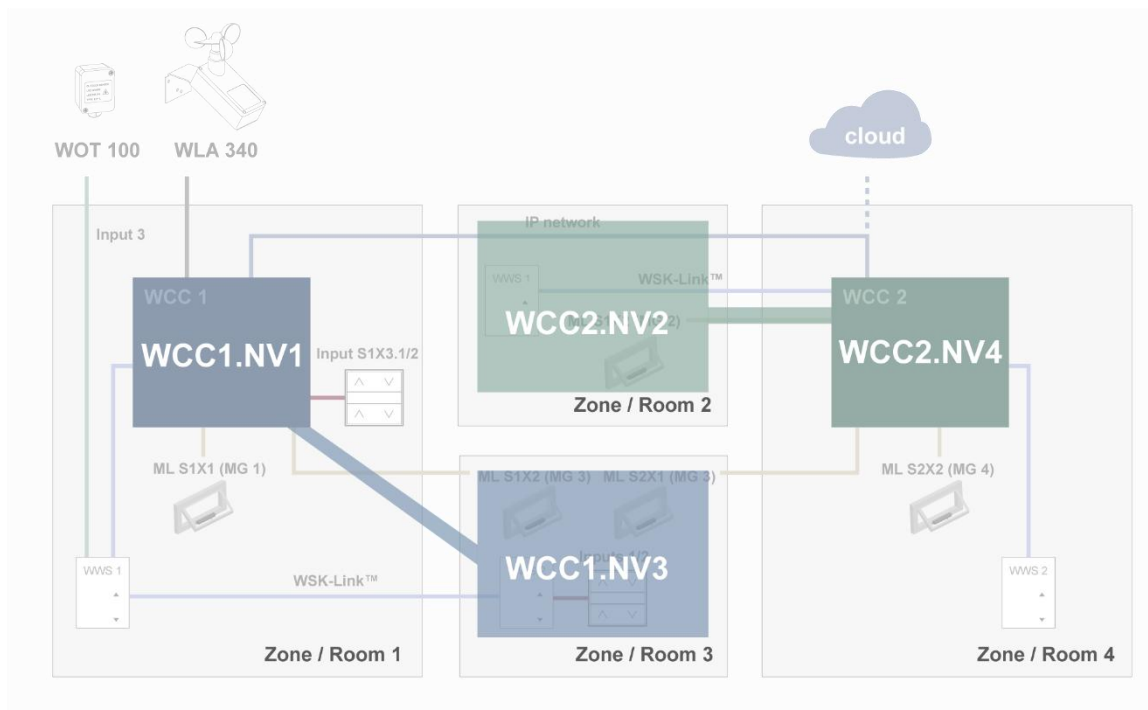 WOT 100
WLA 340
cloud
Input 3
IP network
WCC 1
WWS 1
WSK-Link™
WCC 2
WCC1.NV1
Input S1X3.1/2
WCC2.NV2
WCC2.NV4
Zone / Room 2
ML S1X1 (MG 1)
ML S1X2 (MG 3)
ML S2X1 (MG 3)
ML S2X2 (MG 4)
WWS 1
WSK-Link™
WCC1.NV3
WWS 2
Zone / Room 1
Zone / Room 3
Zone / Room 4